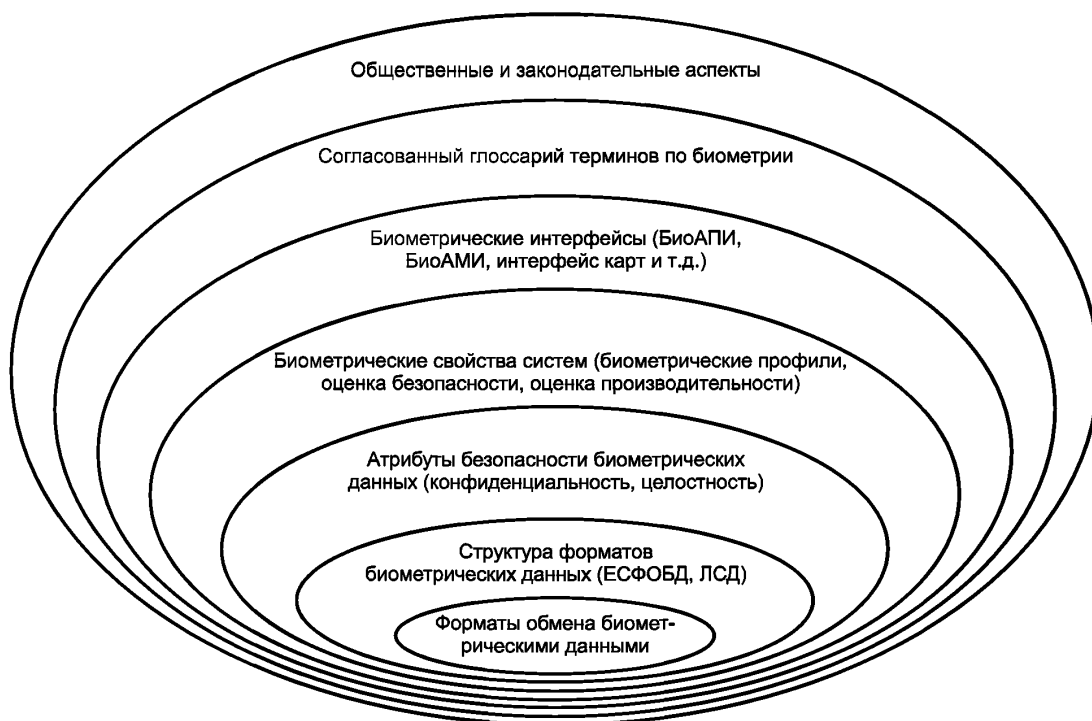 Общественные и законодательные аспекты
Согласованный глоссарий терминов по биометрии
Биометрические интерфейсы (БиоАПИ,
БиоАМИ, интерфейс карт и т.д.)
Биометрические свойства систем (биометрические профили,
оценка безопасности, оценка производительности)
Атрибуты безопасности биометрических
данных (конфиденциальность, целостность)
Структура форматов
биометрических данных (ЕСФОБД, ЛСД)
Форматы обмена биомет-
рическими данными